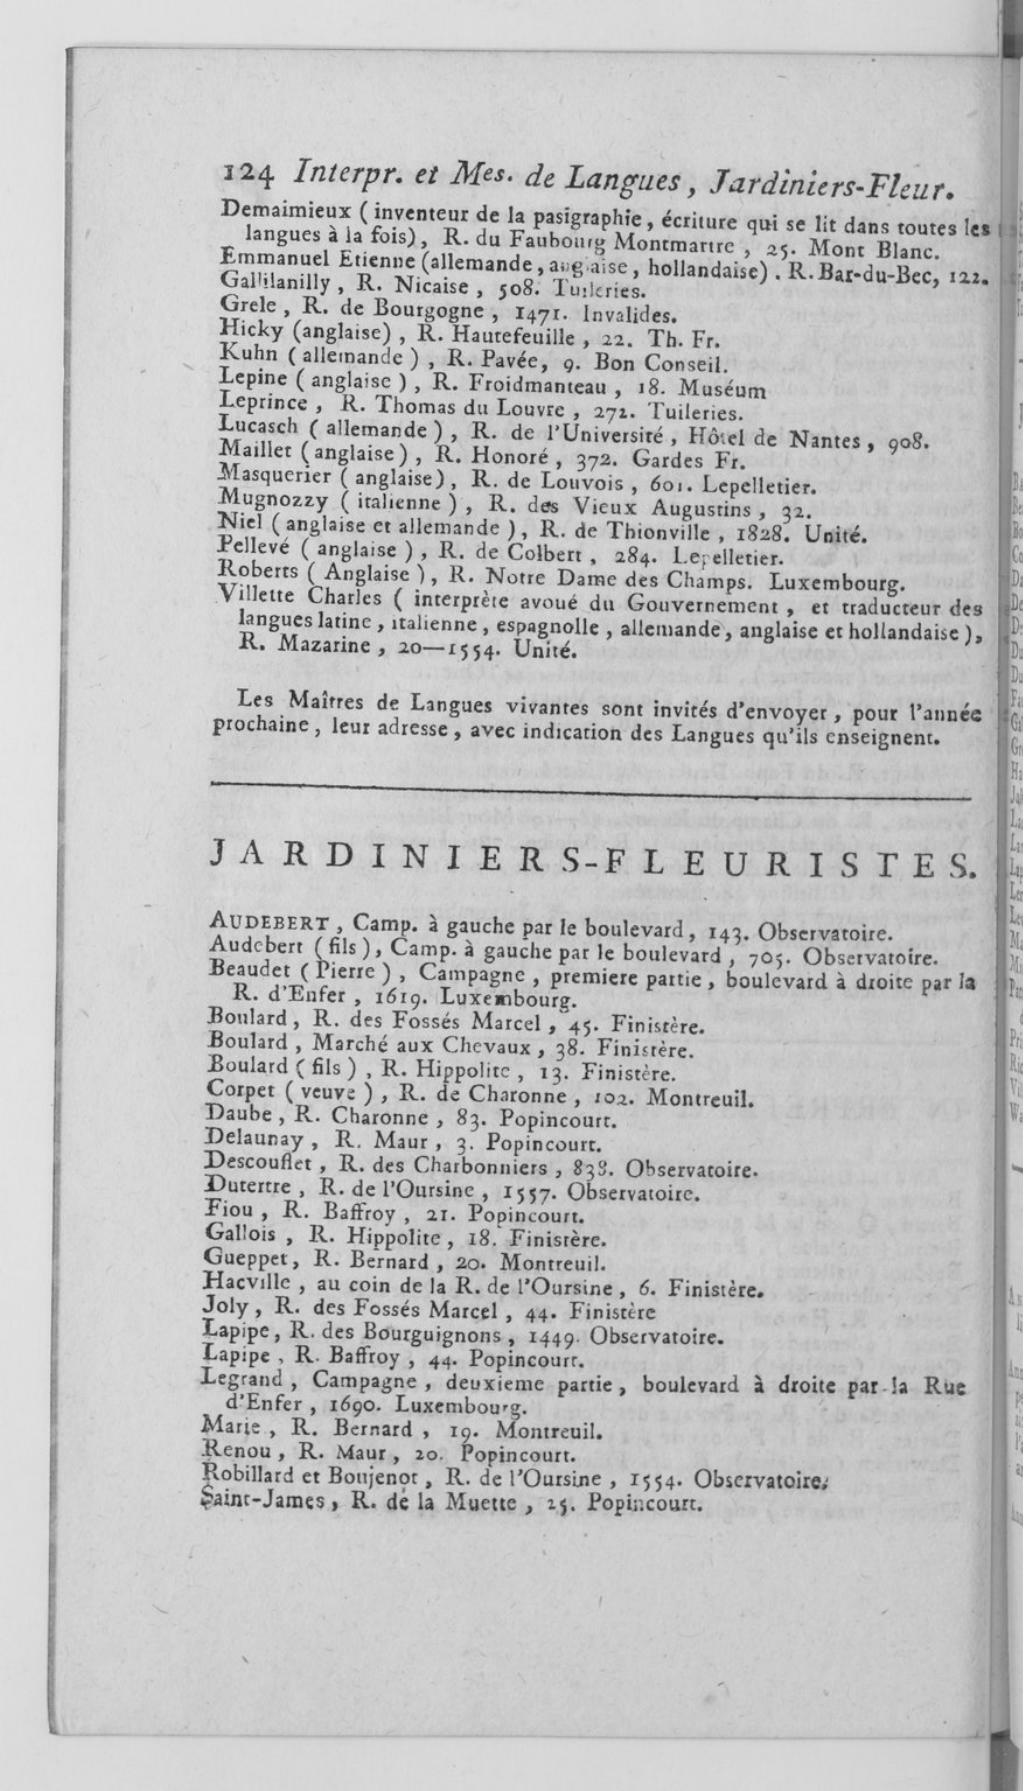 124 Interpr. et Mes. de Langues, Jardiniers-Fleur.
Demaimieux (inventeur de la pasigraphie, écriture qui se lit dans toutes les
langues à la fois), R. du Faubourg Montmartre, 25. Mont Blanc.
Emmanuel Etienne (allemande, anglaise, hollandaise). R. Bar-du-Bec, 122.
Gallilanilly, R. Nicaise, 508. Tuileries.
Grele, R. de Bourgogne, 1471. Invalides.
Hicky (anglaise), R. Hautefeuille, 22. Th. Fr.
Kuhn (allemande), R. Pavée, 9. Bon Conseil.
Lepine (anglaise), R. Froidmanteau, 18. Muséum
Leprince, R. Thomas du Louvre, 272. Tuileries.
Lucasch (allemande), R. de l'Université, Hôtel de Nantes, 908.
Maillet (anglaise), R. Honoré, 372. Gardes Fr.
Masquerier (anglaise), R. de Louvois, 601. Lepelletier.
Mugnozzy (italienne), R. des Vieux Augustins, 32.
Niel (anglaise et allemande), R. de Thionville, 1828. Unité.
Pellevé (anglaise), R. de Colbert, 284. Lepelletier.
Roberts (Anglaise), R. Notre Dame des Champs. Luxembourg.
Villette Charles (interprète avoué du Gouvernement, et traducteur des
langues latine, italienne, espagnolle, allemande, anglaise et hollandaise),
R. Mazarine, 20—1554. Unité.
Les Maîtres de Langues vivantes sont invités d'envoyer, pour l'année
prochaine, leur adresse, avec indication des Langues qu'ils enseignent.
JARDINIERS-FLEURISTES.
AUDEBERT, Camp. à gauche par le boulevard, 143. Observatoire.
Audebert (fils), Camp. à gauche par le boulevard, 705. Observatoire.
Beaudet (Pierre), Campagne, premiere partie, boulevard à droite par la
R. d'Enfer, 1619. Luxembourg.
Boulard, R. des Fossés Marcel, 45. Finistère.
Boulard, Marché aux Chevaux, 38. Finistère.
Boulard (fils), R. Hippolite, 13. Finistère.
Corpet (veuve), R. de Charonne, 102. Montreuil.
Daube, R. Charonne, 83. Popincourt.
Delaunay, R. Maur, 3. Popincourt.
Descouflet, R. des Charbonniers, 838. Observatoire.
Dutertre, R. de l'Oursine, 1557. Observatoire.
Fiou, R. Baffroy, 21. Popincourt.
Gallois, R. Hippolite, 18. Finistère.
Gueppet, R. Bernard, 20. Montreuil.
Hacville, au coin de la R. de l'Oursine, 6. Finistère.
Joly, R. des Fossés Marcel, 44. Finistère
Lapipe, R. des Bourguignons, 1449. Observatoire.
Lapipe, R. Baffroy, 44. Popincourt.
Legrand, Campagne, deuxieme partie, boulevard à droite par la Rue
d'Enfer, 1690. Luxembourg.
Marie, R. Bernard, 19. Montreuil.
Renou, R. Maur, 20. Popincourt.
Robillard et Boujenot, R. de l'Oursine, 1554. Observatoire.
Saint-James, R. de la Muette, 25. Popincourt.